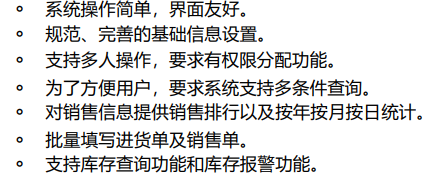 系统操作简单，界面友好。
规范、完善的基础信息设置。
支持多人操作，要求有权限分配功能。
为了方便用户，要求系统支持多条件查询。
对销售信息提供销售排行以及按年按月按日统计。
批量填写进货单及销售单。
支持库存查询功能和库存报警功能。